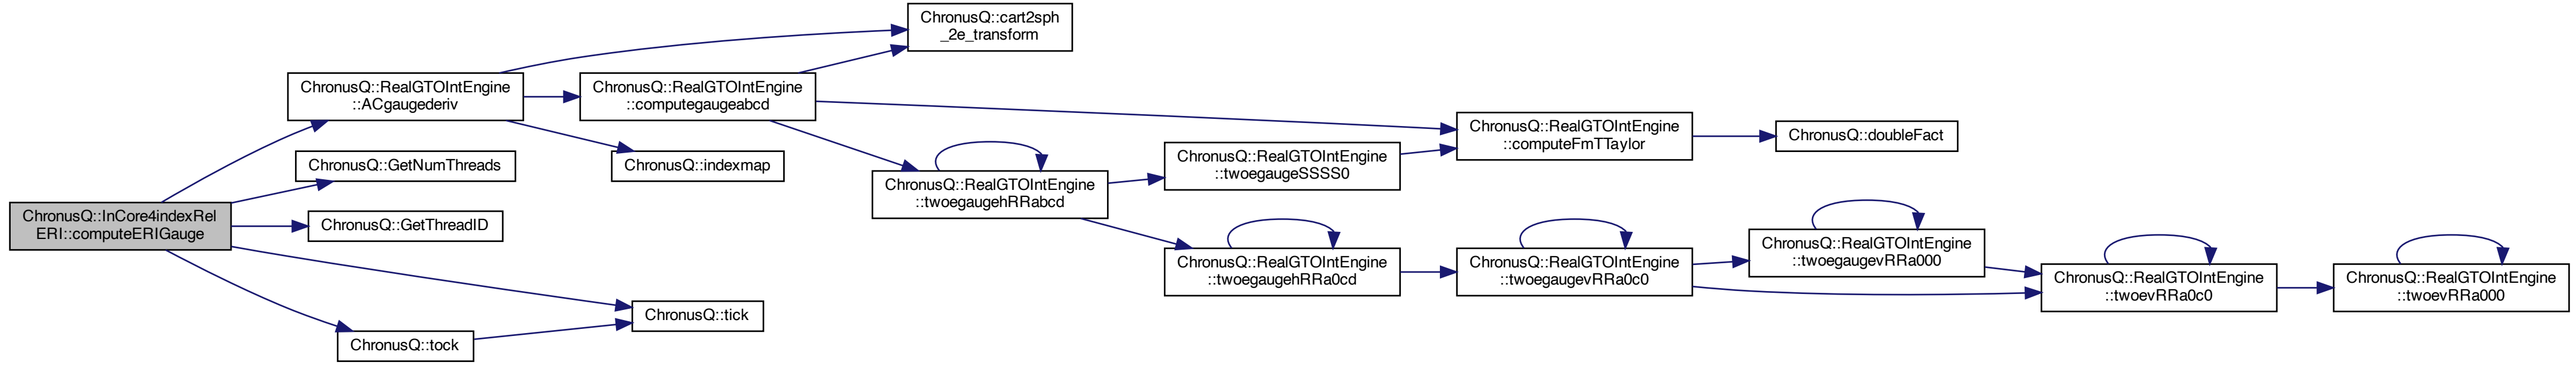 ChronusQ::InCore4indexRel
ERI::computeERIGauge
ChronusQ::RealGTOIntEngine
::ACgaugederiv
ChronusQ::GetNumThreads
ChronusQ::GetThreadID
ChronusQ::tock
ChronusQ::cart2sph
_2e_transform
ChronusQ::RealGTOIntEngine
::computegaugeabcd
ChronusQ::indexmap
ChronusQ::tick
ChronusQ::RealGTOIntEngine
::twoegaugehRRabcd
ChronusQ::RealGTOIntEngine
::twoegaugeSSSS0
ChronusQ::RealGTOIntEngine
::twoegaugehRRa0cd
ChronusQ::RealGTOIntEngine
::computeFmTTaylor
ChronusQ::RealGTOIntEngine
::twoegaugevRRa0c0
ChronusQ::doubleFact
ChronusQ::RealGTOIntEngine
::twoegaugevRRa000
ChronusQ::RealGTOIntEngine
::twoevRRa0c0
ChronusQ::RealGTOIntEngine
::twoevRRa000